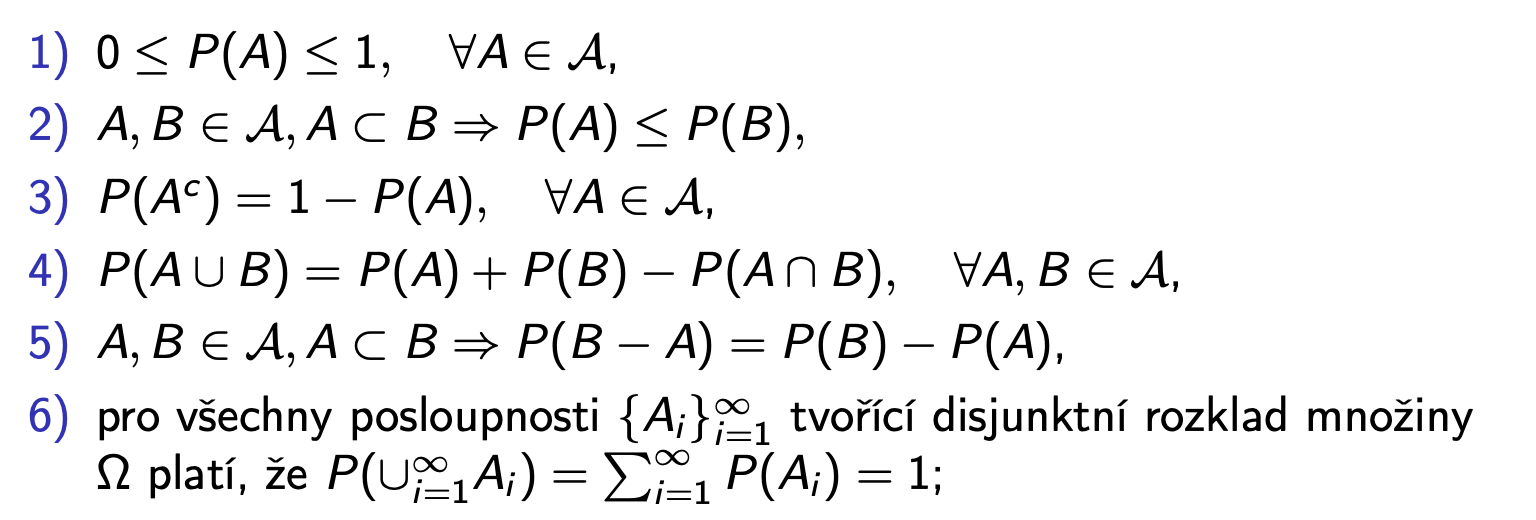 1) 0 ≤ P(A) ≤ 1, ∀A ∈ 𝒜,
2) A, B ∈ 𝒜, A ⊂ B ⇒ P(A) ≤ P(B),
3) P(Aᶜ) = 1 − P(A), ∀A ∈ 𝒜,
4) P(A ∪ B) = P(A) + P(B) − P(A ∩ B), ∀A, B ∈ 𝒜,
5) A, B ∈ 𝒜, A ⊂ B ⇒ P(B − A) = P(B) − P(A),
6) pro všechny posloupnosti {A_i}_{i=1}^∞ tvořící disjunktní rozklad množiny
Ω platí, že P(∪_{i=1}^∞ A_i) = ∑_{i=1}^∞ P(A_i) = 1;